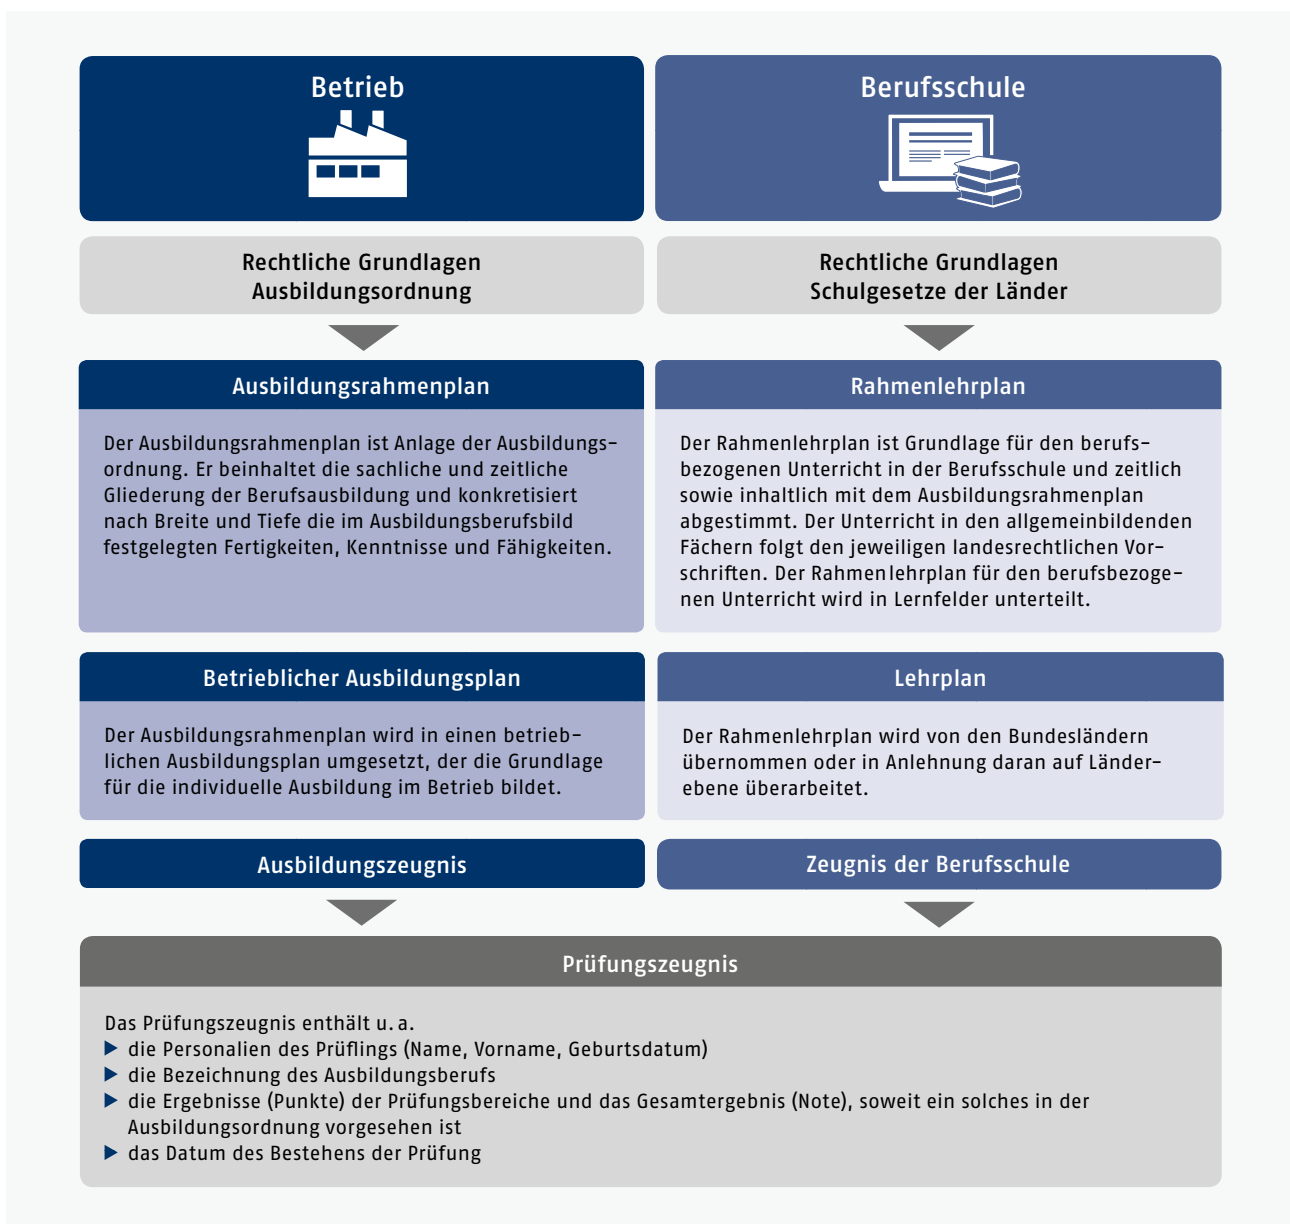 Betrieb
Rechtliche Grundlagen
Ausbildungsordnung
Ausbildungsrahmenplan
Der Ausbildungsrahmenplan ist Anlage der Ausbildungs-
ordnung. Er beinhaltet die sachliche und zeitliche
Gliederung der Berufsausbildung und konkretisiert
nach Breite und Tiefe die im Ausbildungsberufsbild
festgelegten Fertigkeiten, Kenntnisse und Fähigkeiten.
Betrieblicher Ausbildungsplan
Der Ausbildungsrahmenplan wird in einen betrieb-
lichen Ausbildungsplan umgesetzt, der die Grundlage
für die individuelle Ausbildung im Betrieb bildet.
Ausbildungszeugnis
Berufsschule
Rechtliche Grundlagen
Schulgesetze der Länder
Rahmenlehrplan
Der Rahmenlehrplan ist Grundlage für den berufs-
bezogenen Unterricht in der Berufsschule und zeitlich
sowie inhaltlich mit dem Ausbildungsrahmenplan
abgestimmt. Der Unterricht in den allgemeinbildenden
Fächern folgt den jeweiligen landesrechtlichen Vor-
schriften. Der Rahmenlehrplan für den berufsbezoge-
nen Unterricht wird in Lernfelder unterteilt.
Lehrplan
Der Rahmenlehrplan wird von den Bundesländern
übernommen oder in Anlehnung daran auf Länder-
ebene überarbeitet.
Zeugnis der Berufsschule
Prüfungszeugnis
Das Prüfungszeugnis enthält u. a.
▶ die Personalien des Prüflings (Name, Vorname, Geburtsdatum)
▶ die Bezeichnung des Ausbildungsberufs
▶ die Ergebnisse (Punkte) der Prüfungsbereiche und das Gesamtergebnis (Note), soweit ein solches in der
Ausbildungsordnung vorgesehen ist
▶ das Datum des Bestehens der Prüfung